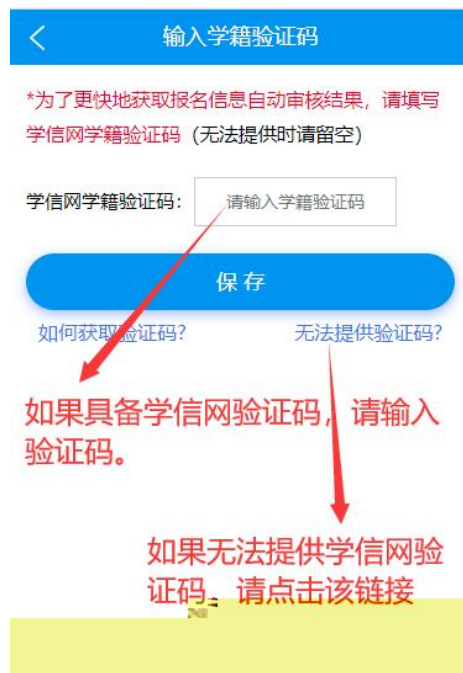 输入学籍验证码
*为了更快地获取报名信息自动审核结果，请填写
学信网学籍验证码（无法提供时请留空）
学信网学籍验证码： 请输入学籍验证码
保存
如何获取验证码? 无法提供验证码?
如果具备学信网验证码，请输入
验证码。
如果无法提供学信网验
证码，请点击该链接